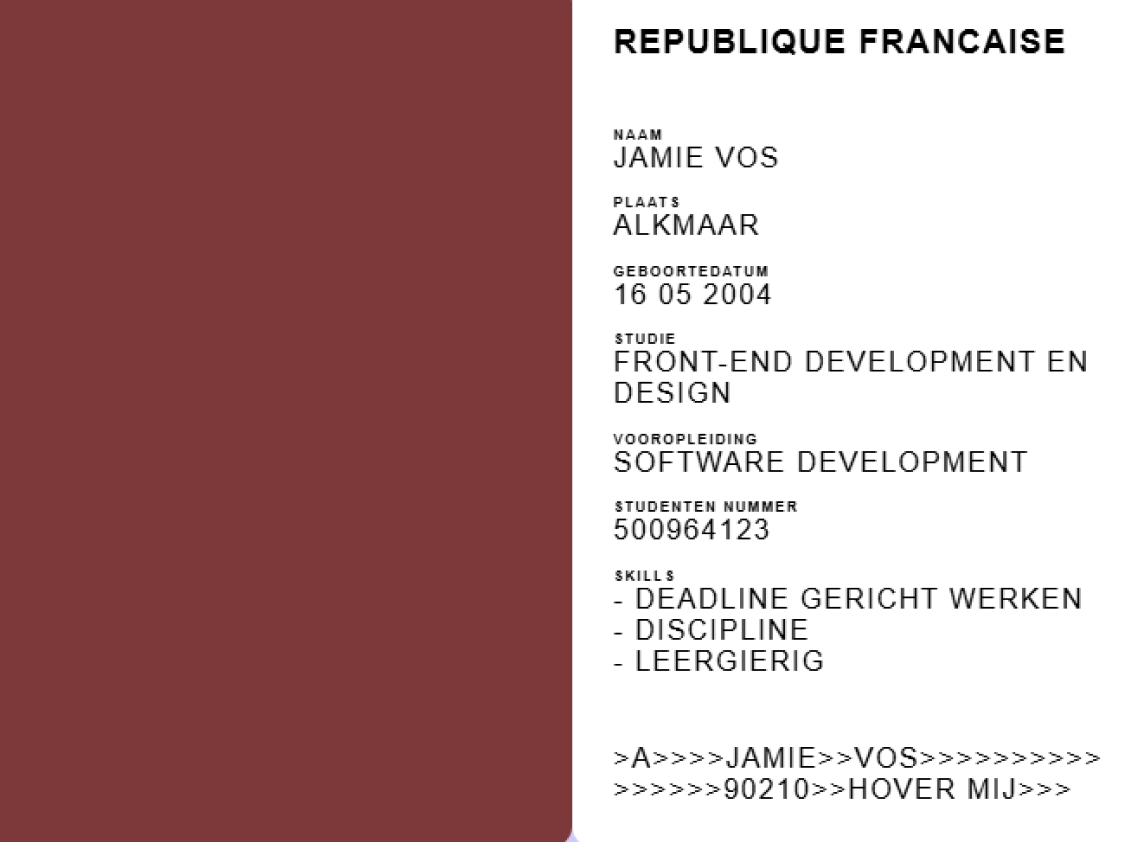 REPUBLIQUE FRANCAISE
NAAM
JAMIE VOS
PLAATS
ALKMAAR
GEBOORTEDATUM
16 05 2004
STUDIE
FRONT-END DEVELOPMENT EN
DESIGN
VOOROPLEIDING
SOFTWARE DEVELOPMENT
STUDENTEN NUMMER
500964123
SKILLS
- DEADLINE GERICHT WERKEN
- DISCIPLINE
- LEERGIERIG
>A>>>>JAMIE>>VOS>>>>>>>>>>
>>>>>>90210>>HOVER MIJ>>>